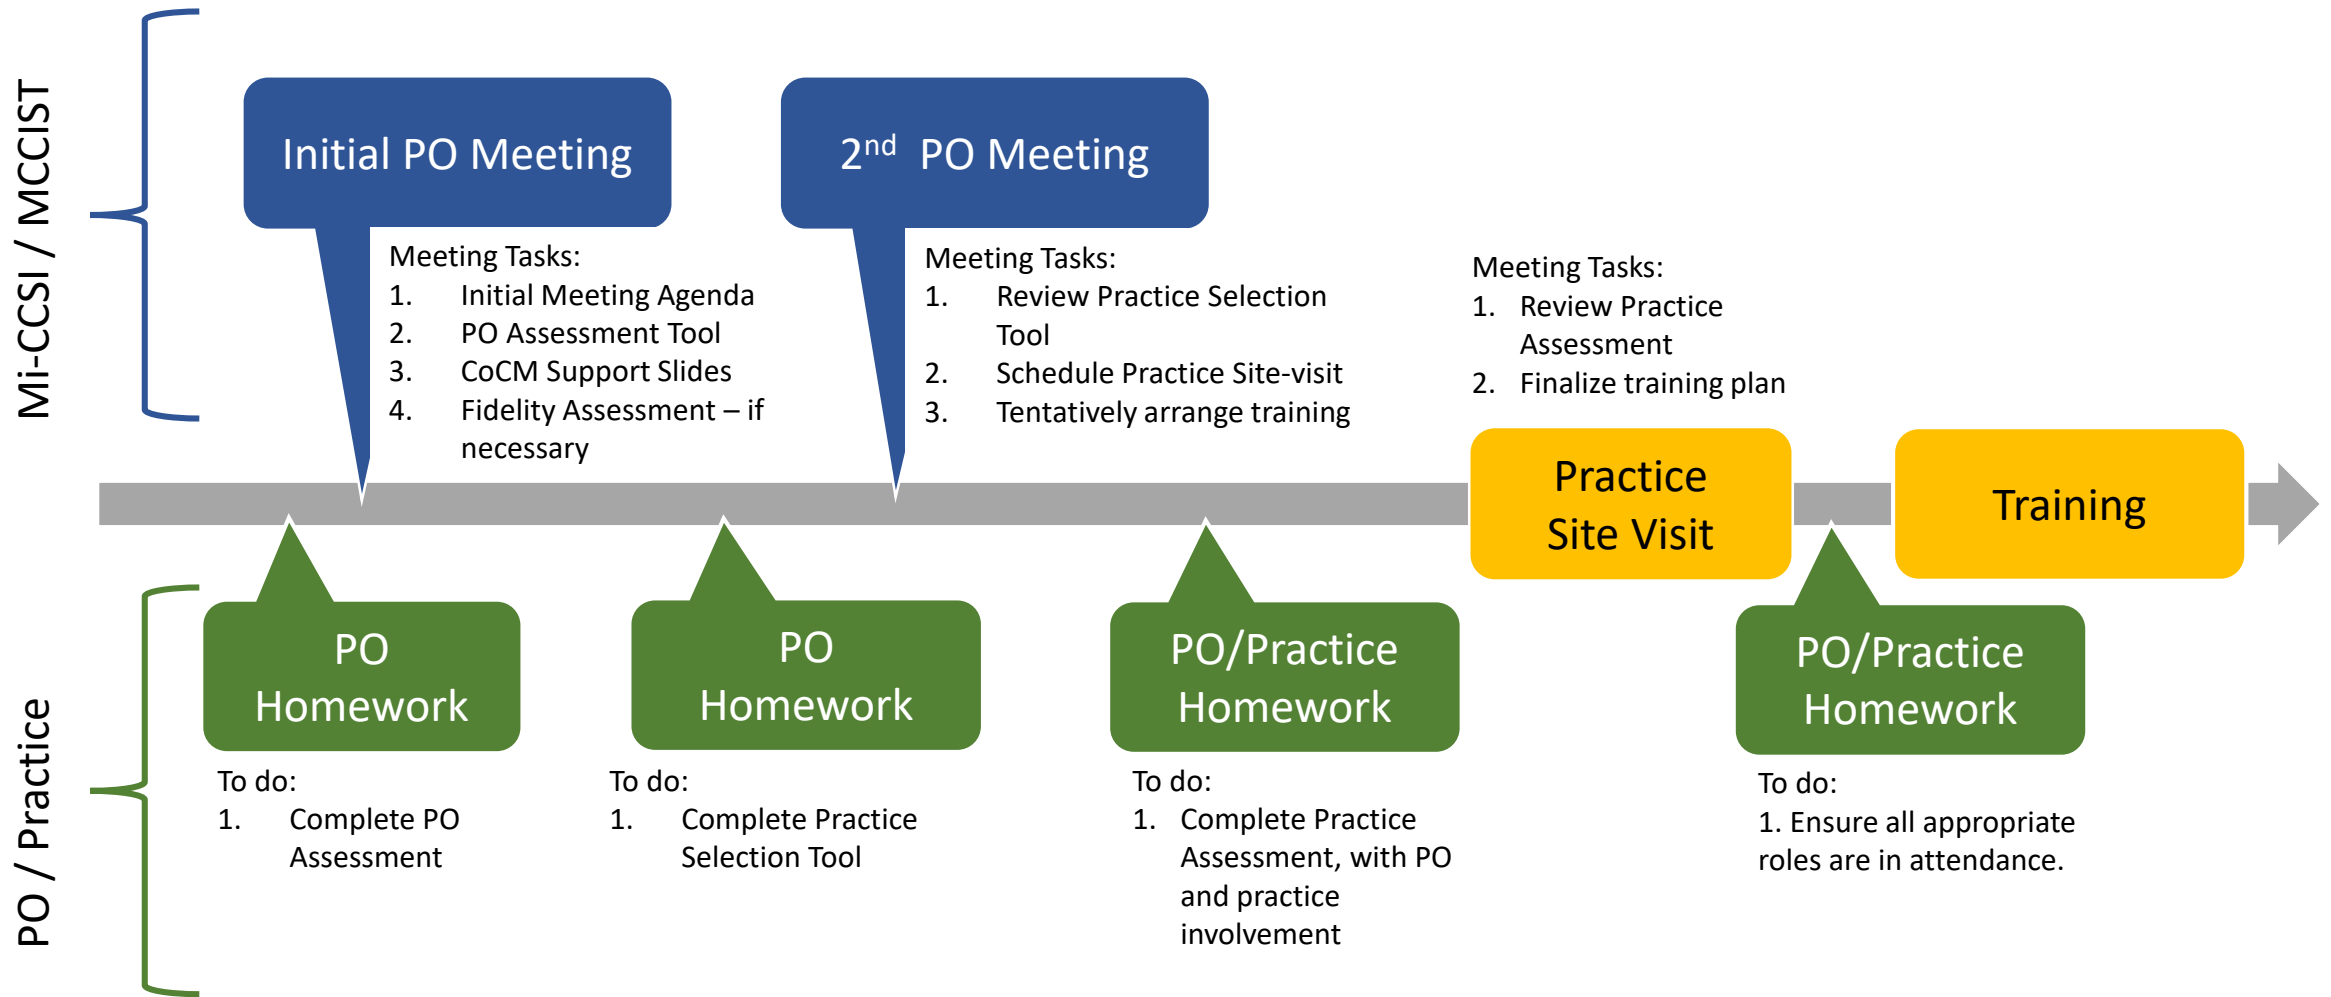 Mi-CCSI / MCCIST
Initial PO Meeting
Meeting Tasks:
1. Initial Meeting Agenda
2. PO Assessment Tool
3. CoCM Support Slides
4. Fidelity Assessment – if
necessary
2nd PO Meeting
Meeting Tasks:
1. Review Practice Selection
Tool
2. Schedule Practice Site-visit
3. Tentatively arrange training
Meeting Tasks:
1. Review Practice
Assessment
2. Finalize training plan
Practice
Site Visit
Training
PO / Practice
PO
Homework
To do:
1. Complete PO
Assessment
PO
Homework
To do:
1. Complete Practice
Selection Tool
PO/Practice
Homework
To do:
1. Complete Practice
Assessment, with PO
and practice
involvement
PO/Practice
Homework
To do:
1. Ensure all appropriate
roles are in attendance.